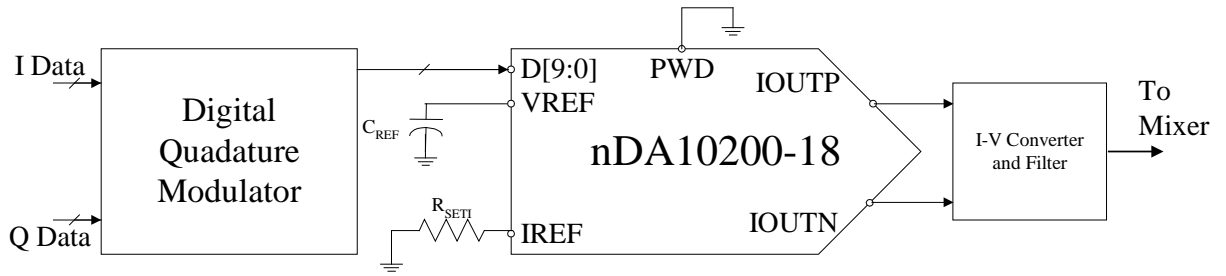 I Data
Q Data
Digital
Quadature
Modulator
D[9:0]
PWD
VREF
C_REF
nDA10200-18
R_SETI
IREF
IOUTP
IOUTN
I-V Converter
and Filter
To
Mixer